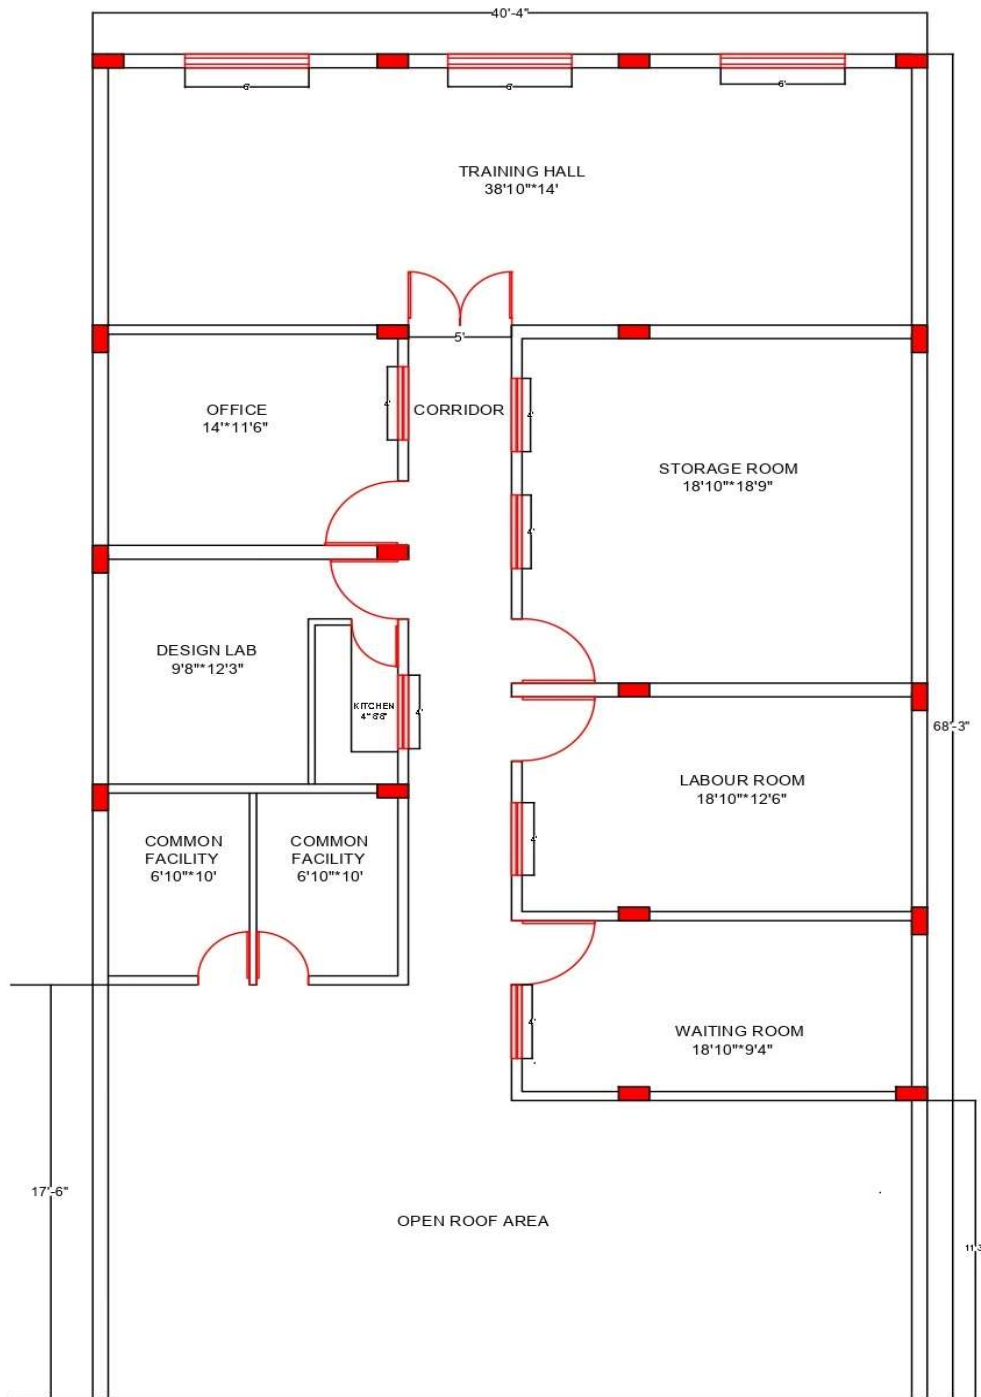 40'-4"
6'
6'
6'
TRAINING HALL
38'10"*14'
5'
OFFICE
14'*11'6"
4'
CORRIDOR
4'
STORAGE ROOM
18'10"*18'9"
4'
DESIGN LAB
9'8"*12'3"
KITCHEN
4'
68'-3"
LABOUR ROOM
18'10"*12'6"
4'
COMMON
FACILITY
6'10"*10'
COMMON
FACILITY
6'10"*10'
4'
WAITING ROOM
18'10"*9'4"
17'-6"
OPEN ROOF AREA